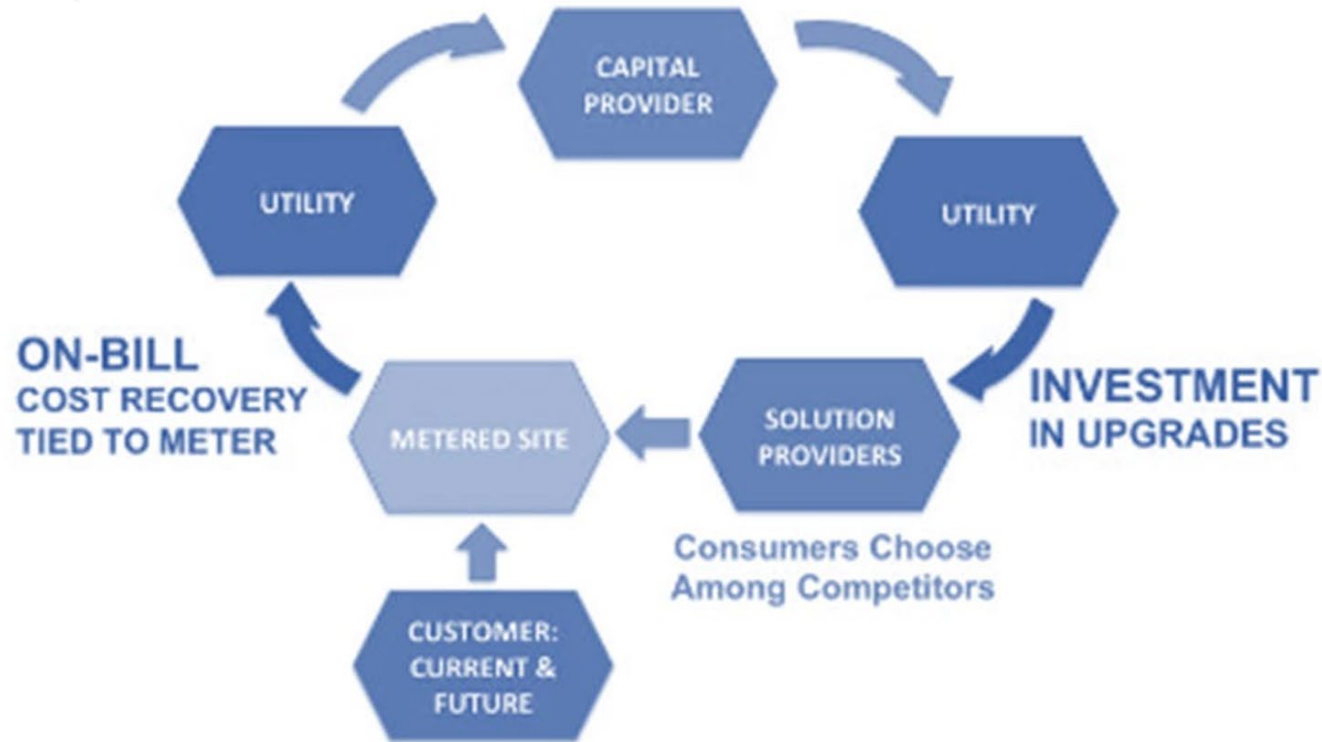 CAPITAL
PROVIDER
UTILITY
UTILITY
ON-BILL
COST RECOVERY
TIED TO METER
METERED SITE
SOLUTION
PROVIDERS
INVESTMENT
IN UPGRADES
Consumers Choose
Among Competitors
CUSTOMER:
CURRENT &
FUTURE